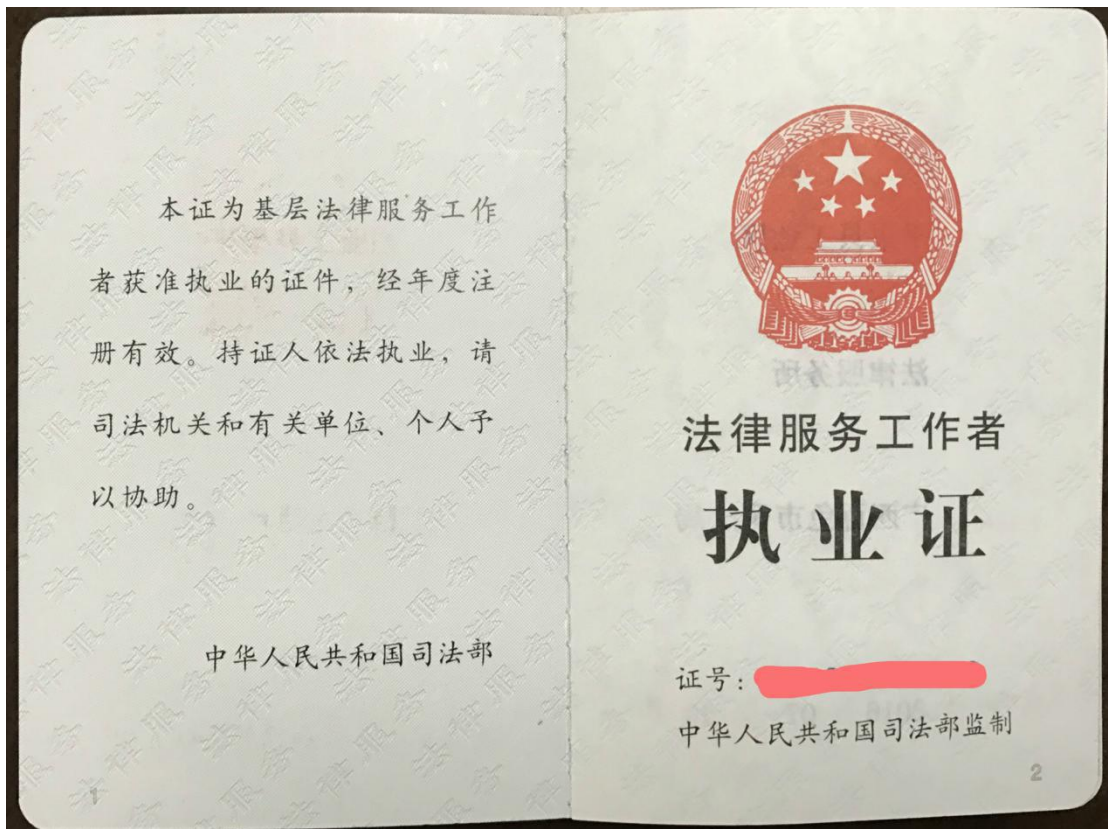 本证为基层法律服务工作
者获准执业的证件，经年度注
册有效。持证人依法执业，请
司法机关和有关单位、个人予
以协助。
中华人民共和国司法部
1
法律服务工作者
执业证
证号：
中华人民共和国司法部监制
2